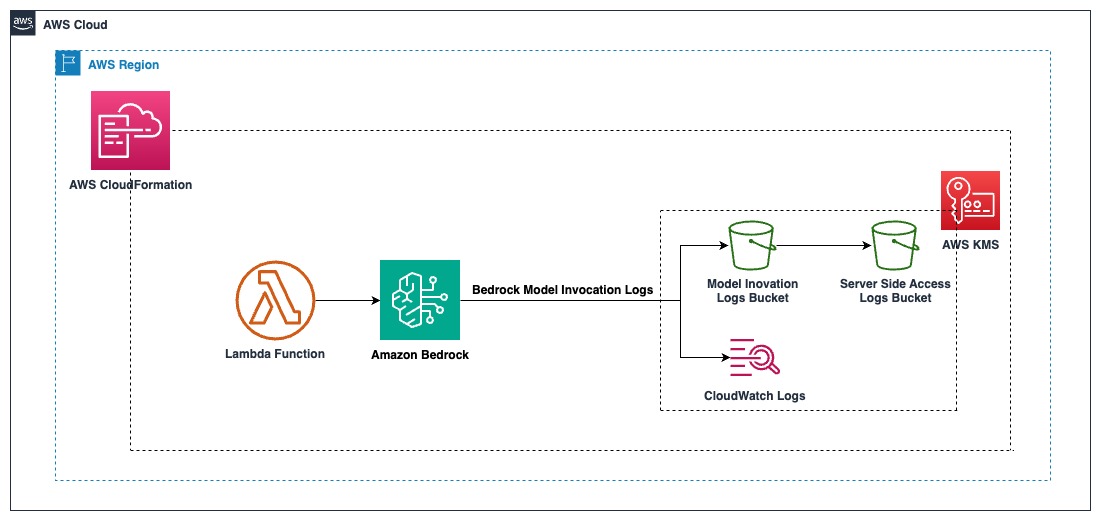 aws
AWS Cloud
AWS Region
AWS CloudFormation
AWS KMS
Lambda Function
Amazon Bedrock
Bedrock Model Invocation Logs
Model Inovation
Logs Bucket
Server Side Access
Logs Bucket
CloudWatch Logs